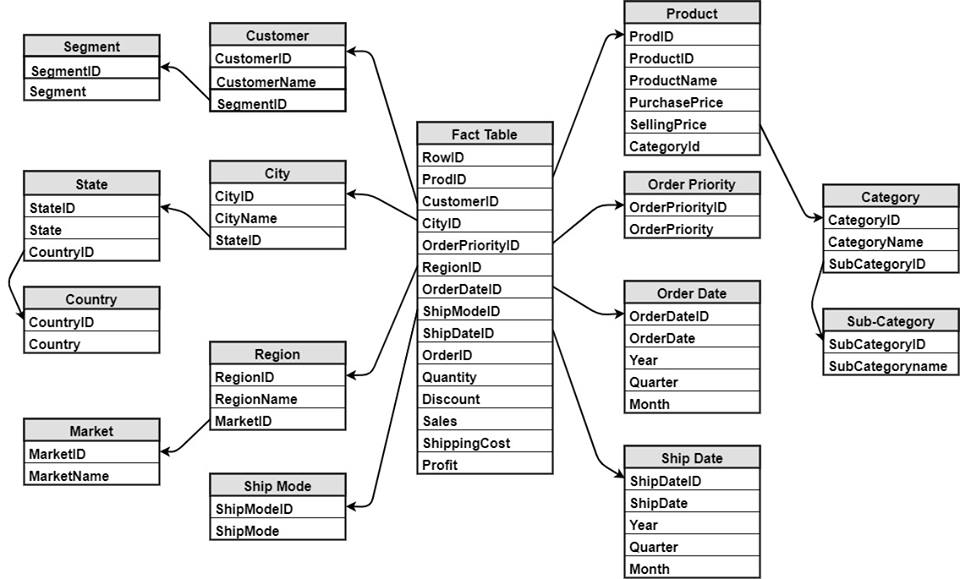 Segment
SegmentID
Segment
Customer
CustomerID
CustomerName
SegmentID
State
StateID
State
CountryID
City
CityID
CityName
StateID
Country
CountryID
Country
Region
RegionID
RegionName
MarketID
Market
MarketID
MarketName
Ship Mode
ShipModeID
ShipMode
Fact Table
RowID
ProdID
CustomerID
CityID
OrderPriorityID
RegionID
OrderDateID
ShipModeID
ShipDateID
OrderID
Quantity
Discount
Sales
ShippingCost
Profit
Product
ProdID
ProductID
ProductName
PurchasePrice
SellingPrice
CategoryId
Order Priority
OrderPriorityID
OrderPriority
Order Date
OrderDateID
OrderDate
Year
Quarter
Month
Ship Date
ShipDateID
ShipDate
Year
Quarter
Month
Category
CategoryID
CategoryName
SubCategoryID
Sub-Category
SubCategoryID
SubCategoryname